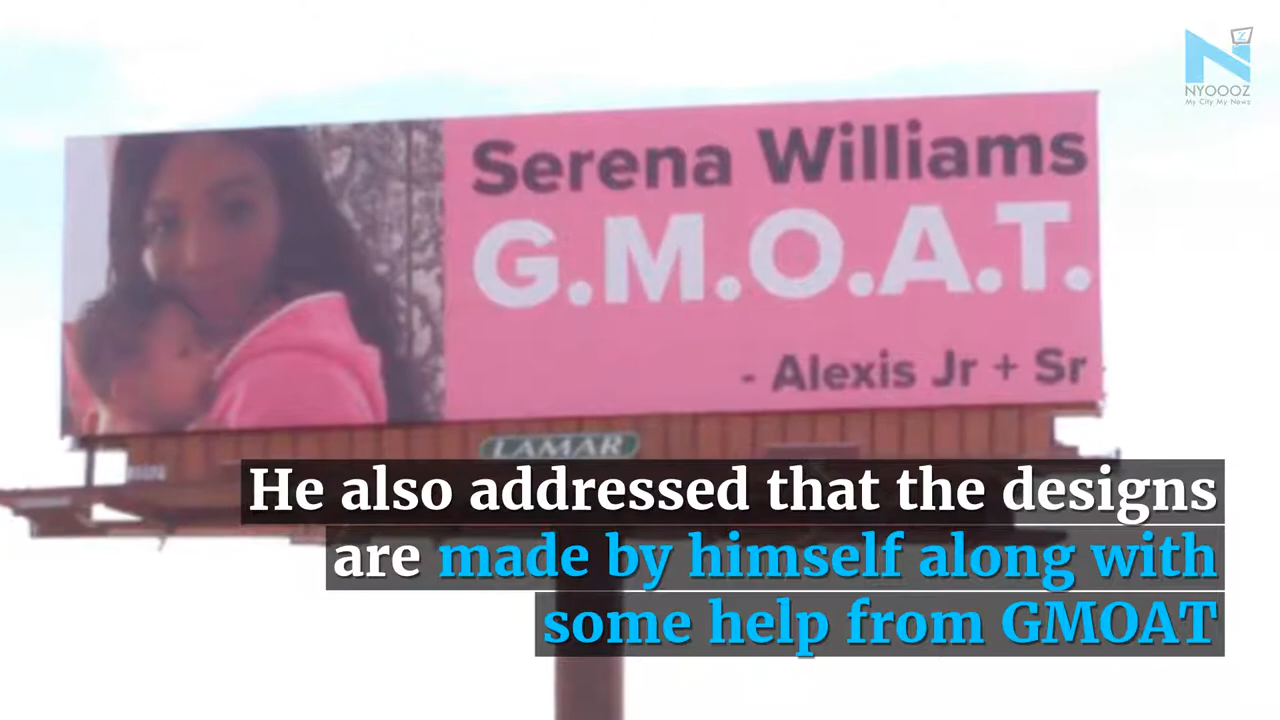 NYOOOZ
My City My News
Serena Williams
G.M.O.A.T.
- Alexis Jr + Sr
LAMAR
He also addressed that the designs
are made by himself along with
some help from GMOAT